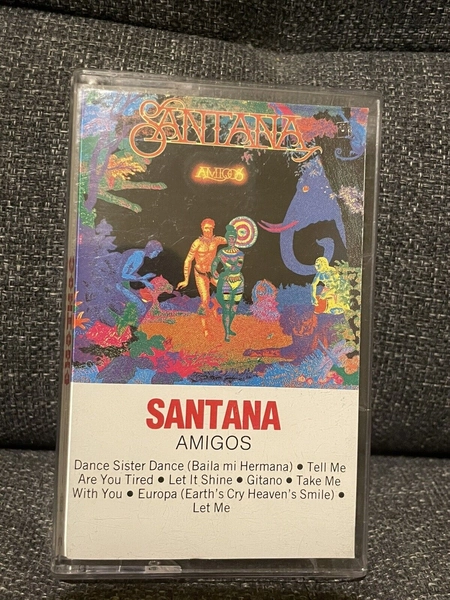 SANTANA
AMIGOS
SANTANA
AMIGOS
Dance Sister Dance (Baila mi Hermana) ● Tell Me
Are You Tired ● Let It Shine ● Gitano ● Take Me
With You ● Europa (Earth's Cry Heaven's Smile) ●
Let Me